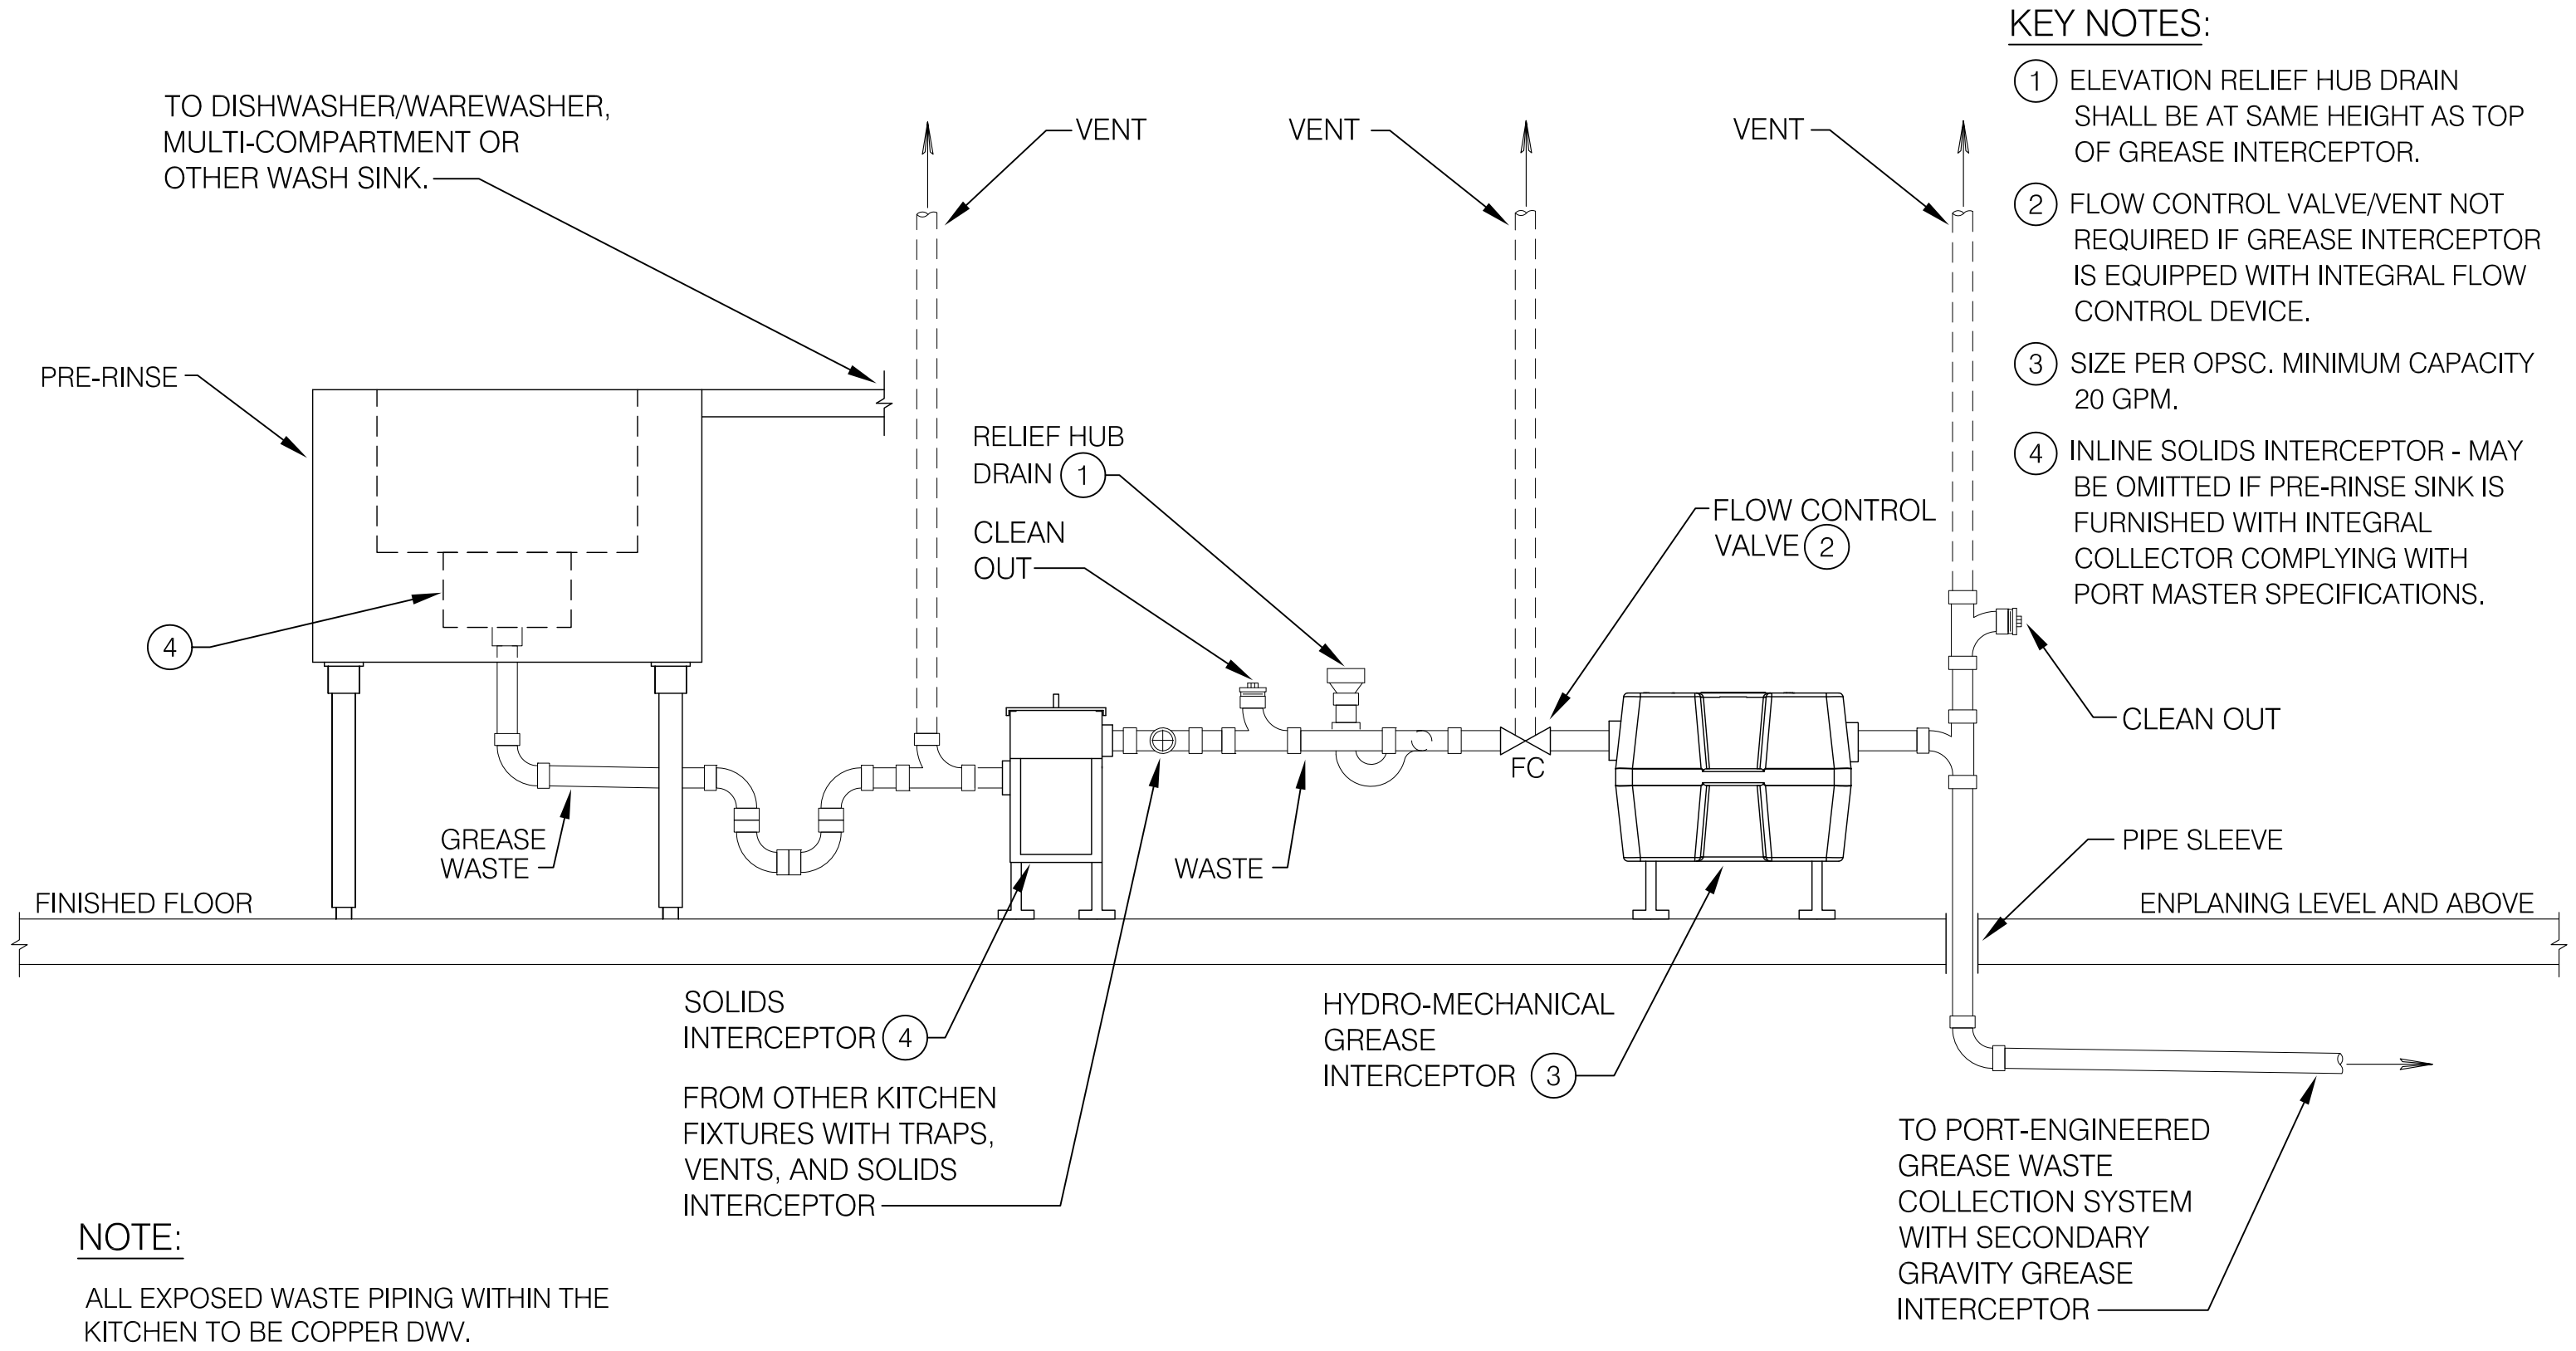 KEY NOTES:
1 ELEVATION RELIEF HUB DRAIN
SHALL BE AT SAME HEIGHT AS TOP
OF GREASE INTERCEPTOR.
2 FLOW CONTROL VALVE/VENT NOT
REQUIRED IF GREASE INTERCEPTOR
IS EQUIPPED WITH INTEGRAL FLOW
CONTROL DEVICE.
3 SIZE PER OPSC. MINIMUM CAPACITY
20 GPM.
4 INLINE SOLIDS INTERCEPTOR - MAY
BE OMITTED IF PRE-RINSE SINK IS
FURNISHED WITH INTEGRAL
COLLECTOR COMPLYING WITH
PORT MASTER SPECIFICATIONS.
TO DISHWASHER/WAREWASHER,
MULTI-COMPARTMENT OR
OTHER WASH SINK.
VENT
VENT
VENT
PRE-RINSE
RELIEF HUB
DRAIN 1
CLEAN
OUT
FLOW CONTROL
VALVE 2
4
CLEAN OUT
FC
GREASE
WASTE
WASTE
PIPE SLEEVE
FINISHED FLOOR
ENPLANING LEVEL AND ABOVE
SOLIDS
INTERCEPTOR 4
FROM OTHER KITCHEN
FIXTURES WITH TRAPS,
VENTS, AND SOLIDS
INTERCEPTOR
HYDRO-MECHANICAL
GREASE
INTERCEPTOR 3
TO PORT-ENGINEERED
GREASE WASTE
COLLECTION SYSTEM
WITH SECONDARY
GRAVITY GREASE
INTERCEPTOR
NOTE:
ALL EXPOSED WASTE PIPING WITHIN THE
KITCHEN TO BE COPPER DWV.